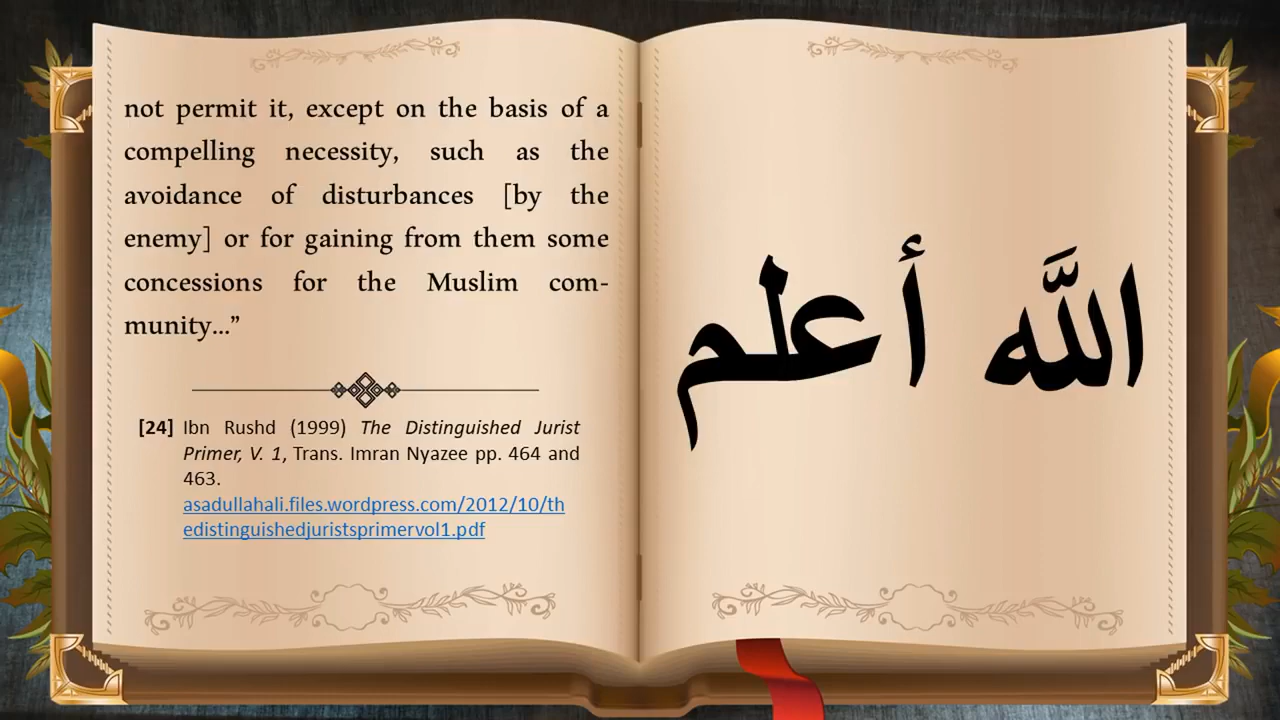 not permit it, except on the basis of a
compelling necessity, such as the
avoidance of disturbances [by the
enemy] or for gaining from them some
concessions for the Muslim com-
munity…”
[24] Ibn Rushd (1999) The Distinguished Jurist
Primer, V. 1, Trans. Imran Nyazee pp. 464 and
463.
asadullahali.files.wordpress.com/2012/10/th
edistinguishedjuristsprimervol1.pdf
اللَّه أعلم